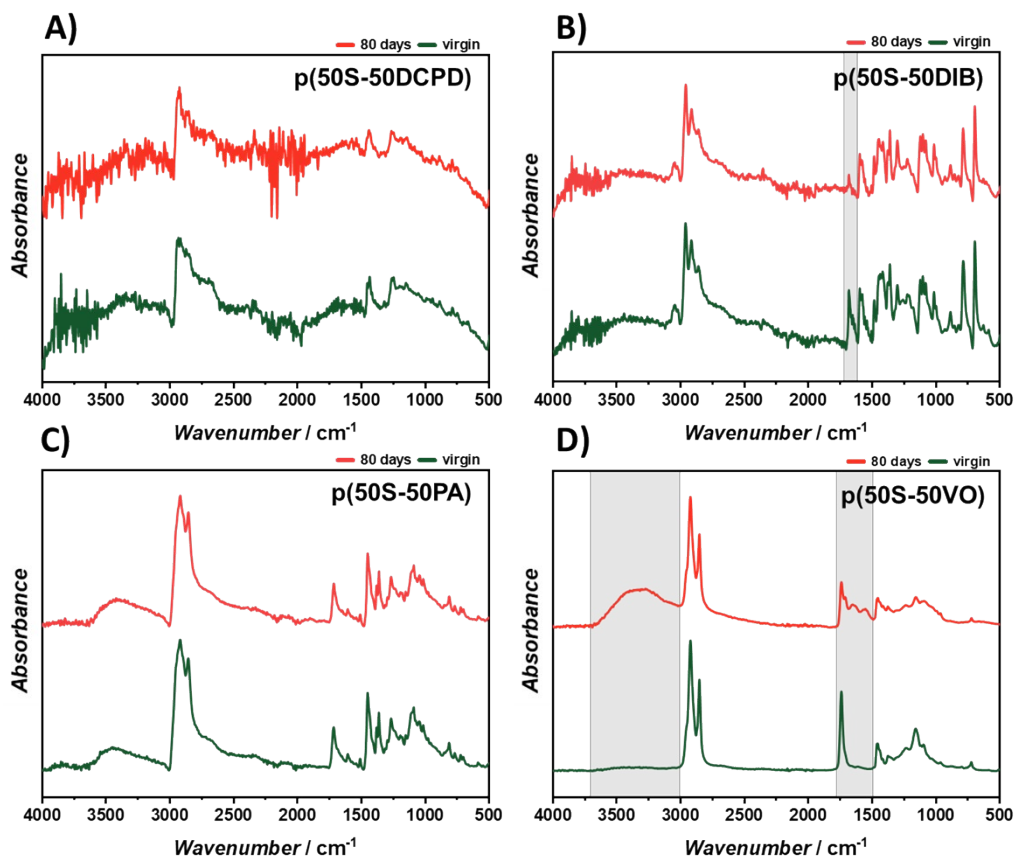 A)
80 days virgin
p(50S-50DCPD)
Absorbance
4000 3500 3000 2500 2000 1500 1000 500
Wavenumber / cm⁻¹
B)
80 days virgin
p(50S-50DIB)
Absorbance
4000 3500 3000 2500 2000 1500 1000 500
Wavenumber / cm⁻¹
C)
80 days virgin
p(50S-50PA)
Absorbance
4000 3500 3000 2500 2000 1500 1000 500
Wavenumber / cm⁻¹
D)
80 days virgin
p(50S-50VO)
Absorbance
4000 3500 3000 2500 2000 1500 1000 500
Wavenumber / cm⁻¹